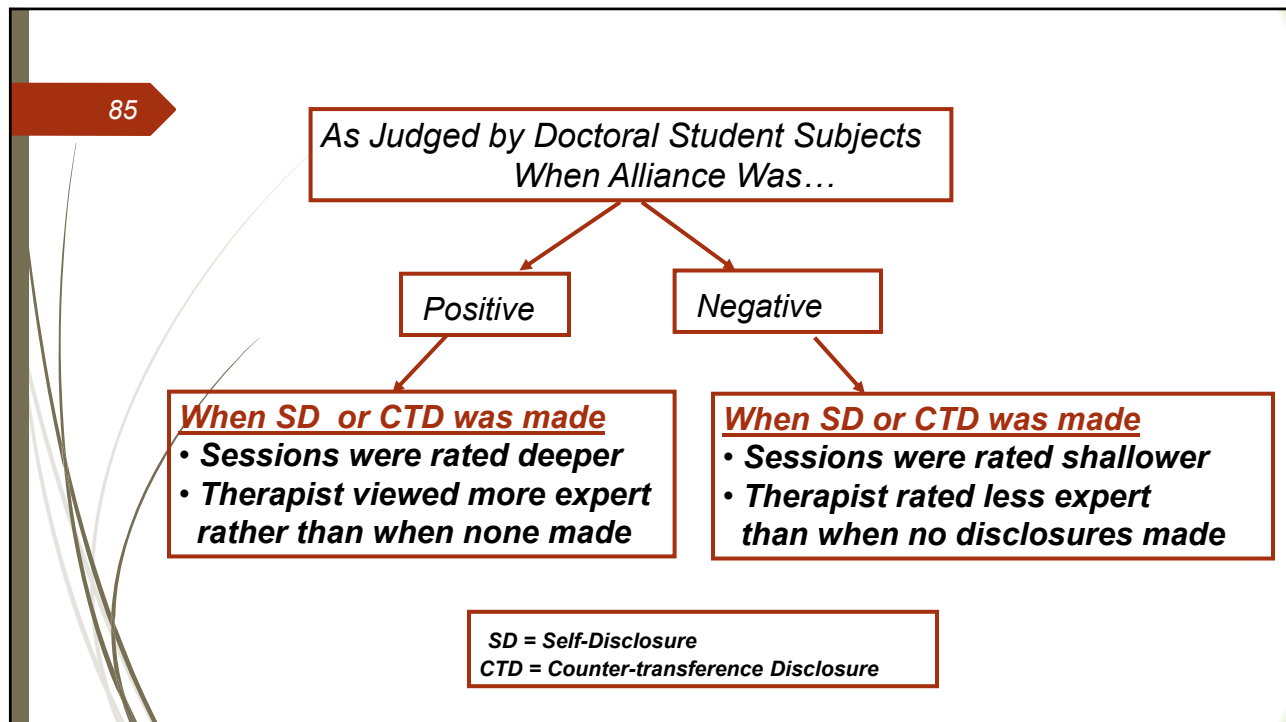 85
As Judged by Doctoral Student Subjects
When Alliance Was…
Positive
Negative
When SD or CTD was made
• Sessions were rated deeper
• Therapist viewed more expert
rather than when none made
When SD or CTD was made
• Sessions were rated shallower
• Therapist rated less expert
than when no disclosures made
SD = Self-Disclosure
CTD = Counter-transference Disclosure